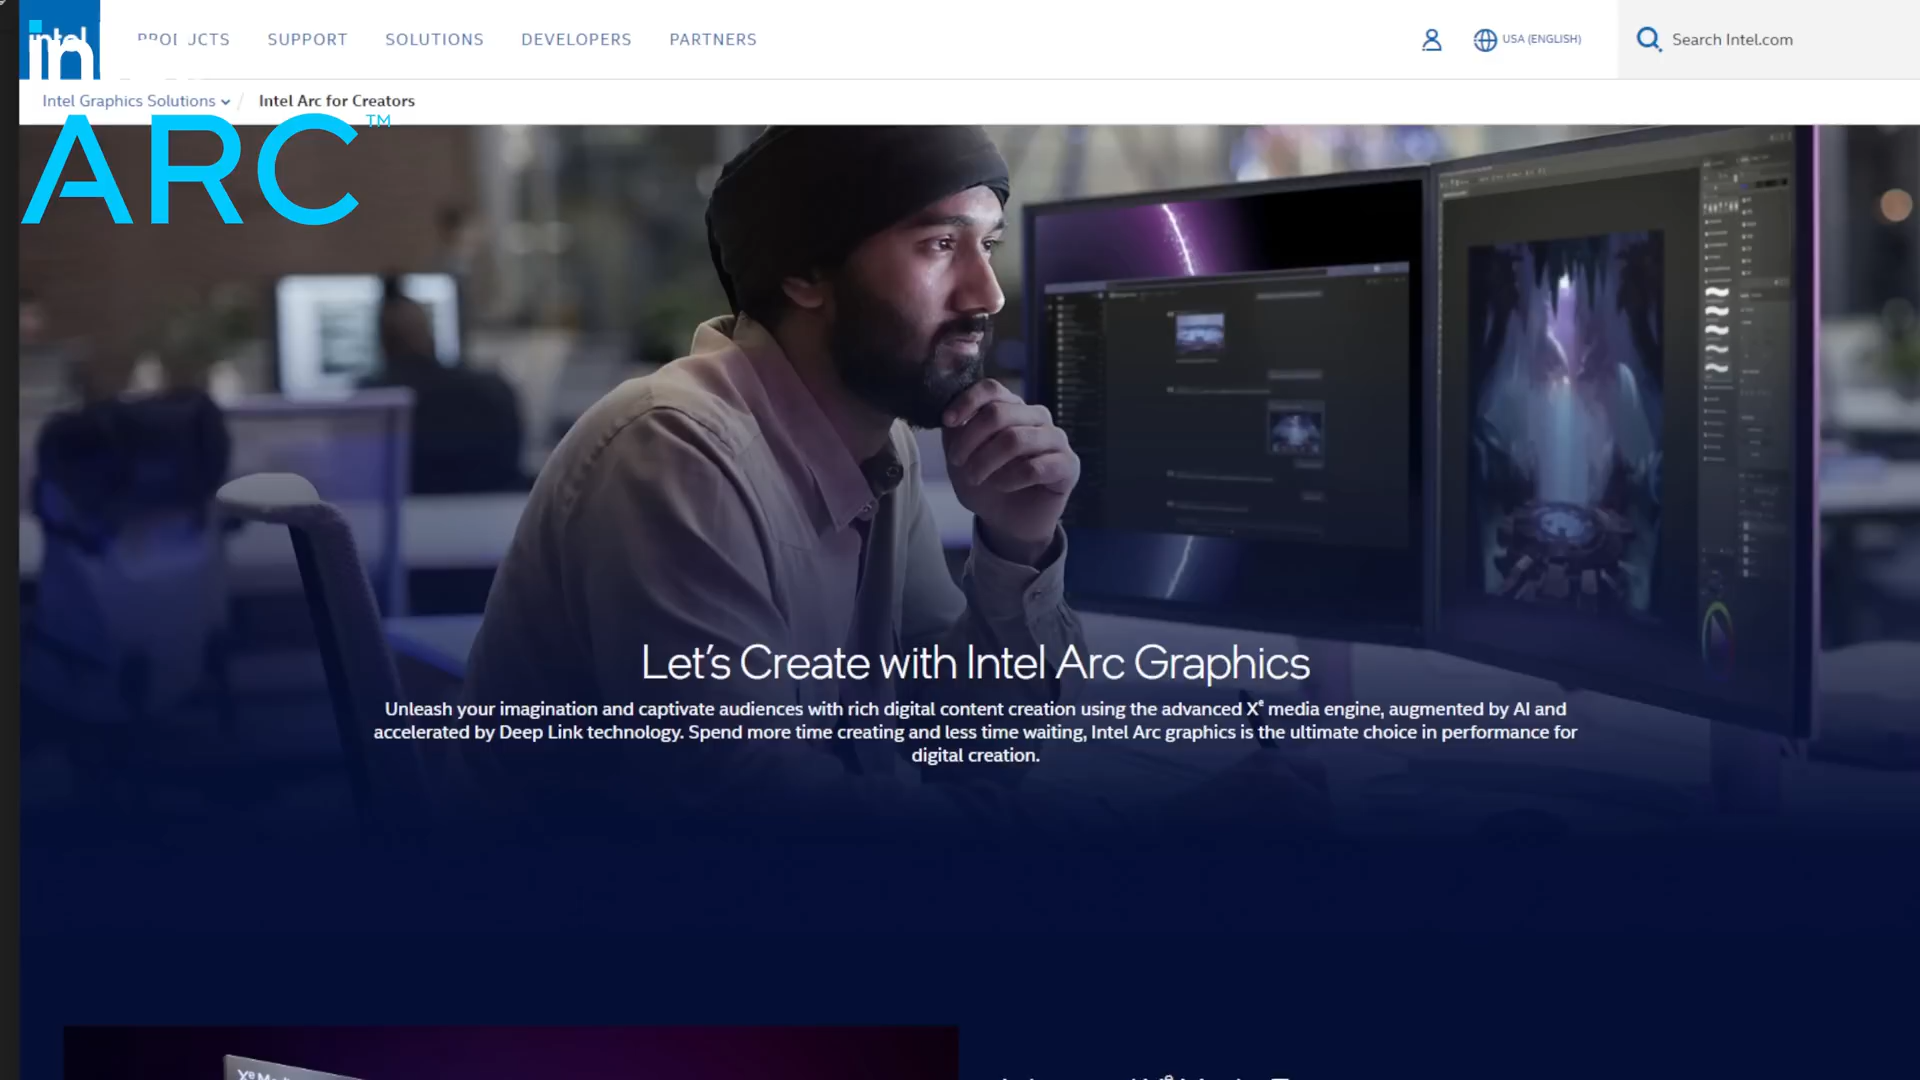 intel
PRODUCTS SUPPORT SOLUTIONS DEVELOPERS PARTNERS
USA (ENGLISH)
Search Intel.com
Intel Graphics Solutions / Intel Arc for Creators
ARC™
Let's Create with Intel Arc Graphics
Unleash your imagination and captivate audiences with rich digital content creation using the advanced Xe media engine, augmented by AI and
accelerated by Deep Link technology. Spend more time creating and less time waiting, Intel Arc graphics is the ultimate choice in performance for
digital creation.